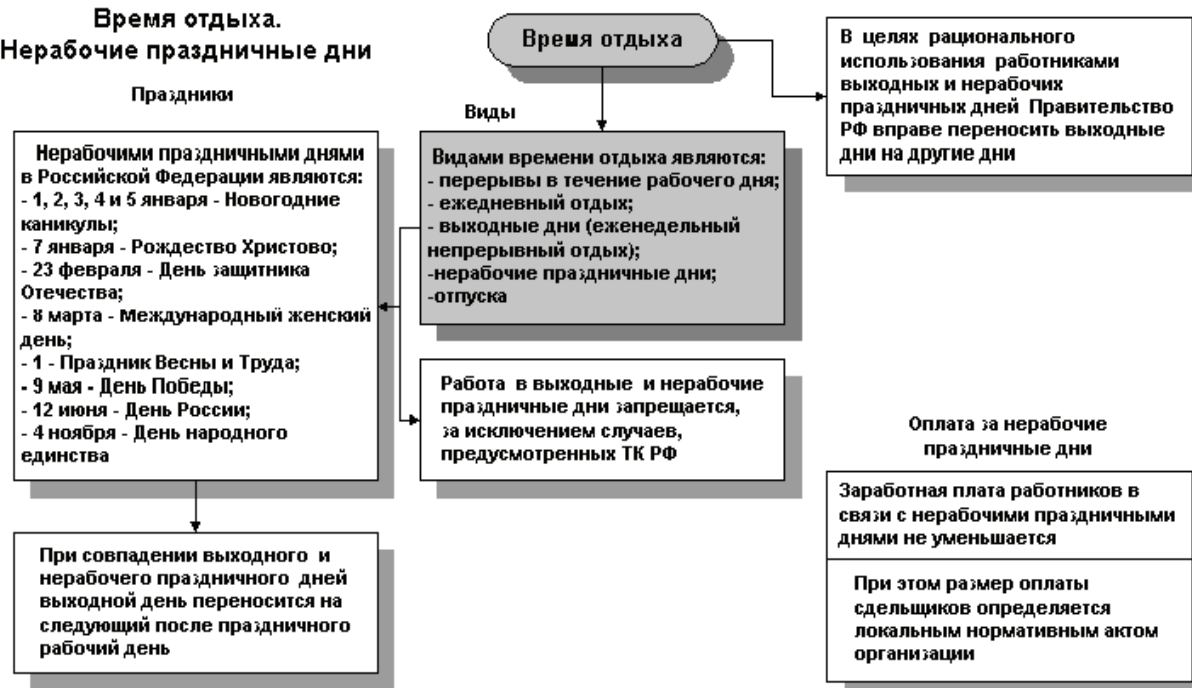 Время отдыха.
Нерабочие праздничные дни
Праздники
Нерабочими праздничными днями
в Российской Федерации являются:
- 1, 2, 3, 4 и 5 января - Новогодние
каникулы;
- 7 января - Рождество Христово;
- 23 февраля - День защитника
Отечества;
- 8 марта - Международный женский
день;
- 1 - Праздник Весны и Труда;
- 9 мая - День Победы;
- 12 июня - День России;
- 4 ноября - День народного
единства
При совпадении выходного и
нерабочего праздничного дней
выходной день переносится на
следующий после праздничного
рабочий день
Время отдыха
Виды
Видами времени отдыха являются:
- перерывы в течение рабочего дня;
- ежедневный отдых;
- выходные дни (еженедельный
непрерывный отдых);
-нерабочие праздничные дни;
-отпуска
Работа в выходные и нерабочие
праздничные дни запрещается,
за исключением случаев,
предусмотренных ТК РФ
В целях рационального
использования работниками
выходных и нерабочих
праздничных дней Правительство
РФ вправе переносить выходные
дни на другие дни
Оплата за нерабочие
праздничные дни
Заработная плата работников в
связи с нерабочими праздничными
днями не уменьшается
При этом размер оплаты
сдельщиков определяется
локальным нормативным актом
организации